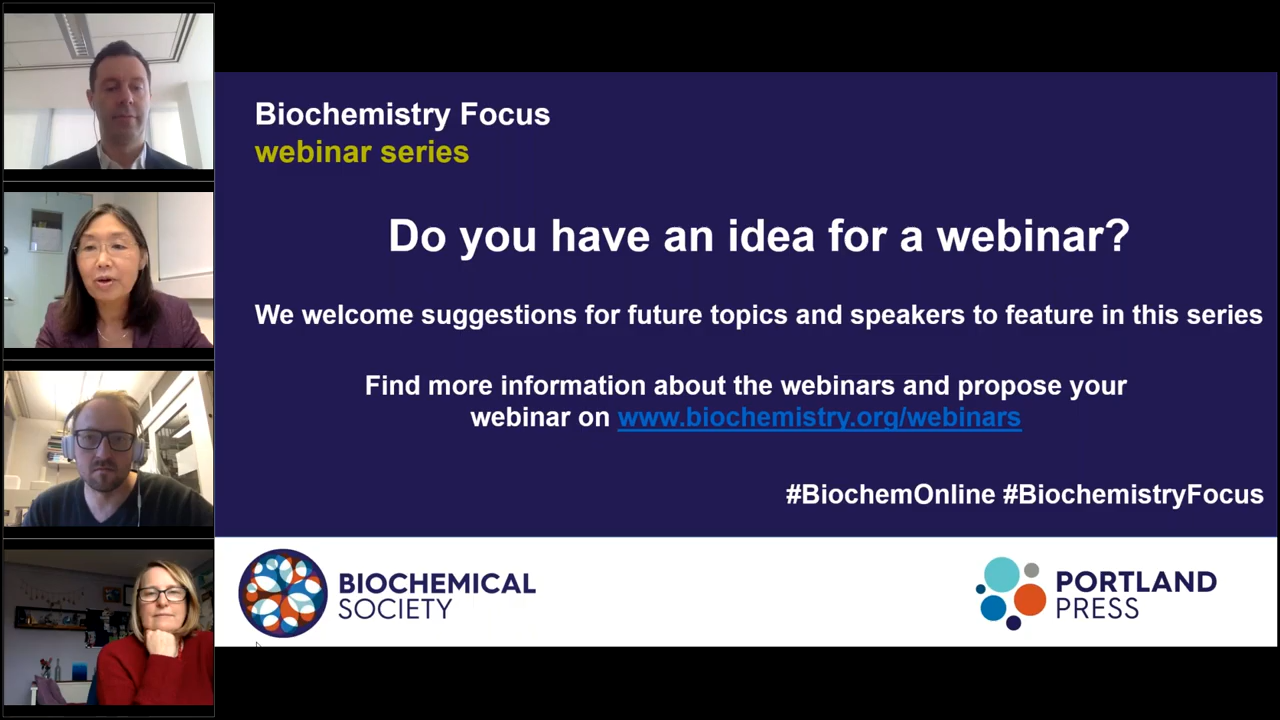 Biochemistry Focus
webinar series
Do you have an idea for a webinar?
We welcome suggestions for future topics and speakers to feature in this series
Find more information about the webinars and propose your
webinar on www.biochemistry.org/webinars
#BiochemOnline #BiochemistryFocus
BIOCHEMICAL
SOCIETY
PORTLAND
PRESS